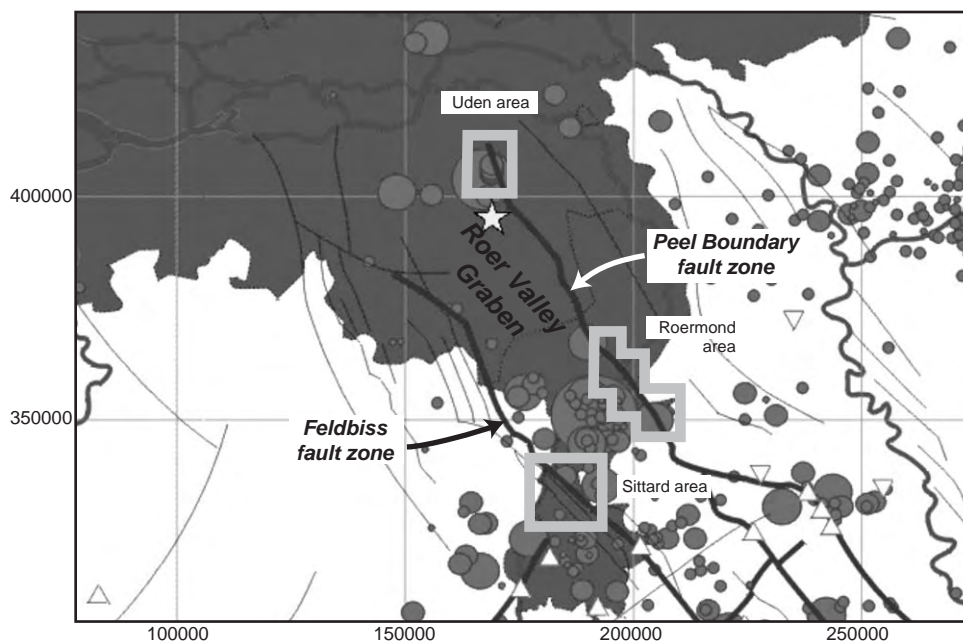 Uden area
400000
Roer Valley
Graben
Peel Boundary
fault zone
Roermond
area
350000
Feldbiss
fault zone
Sittard area
100000
150000
200000
250000